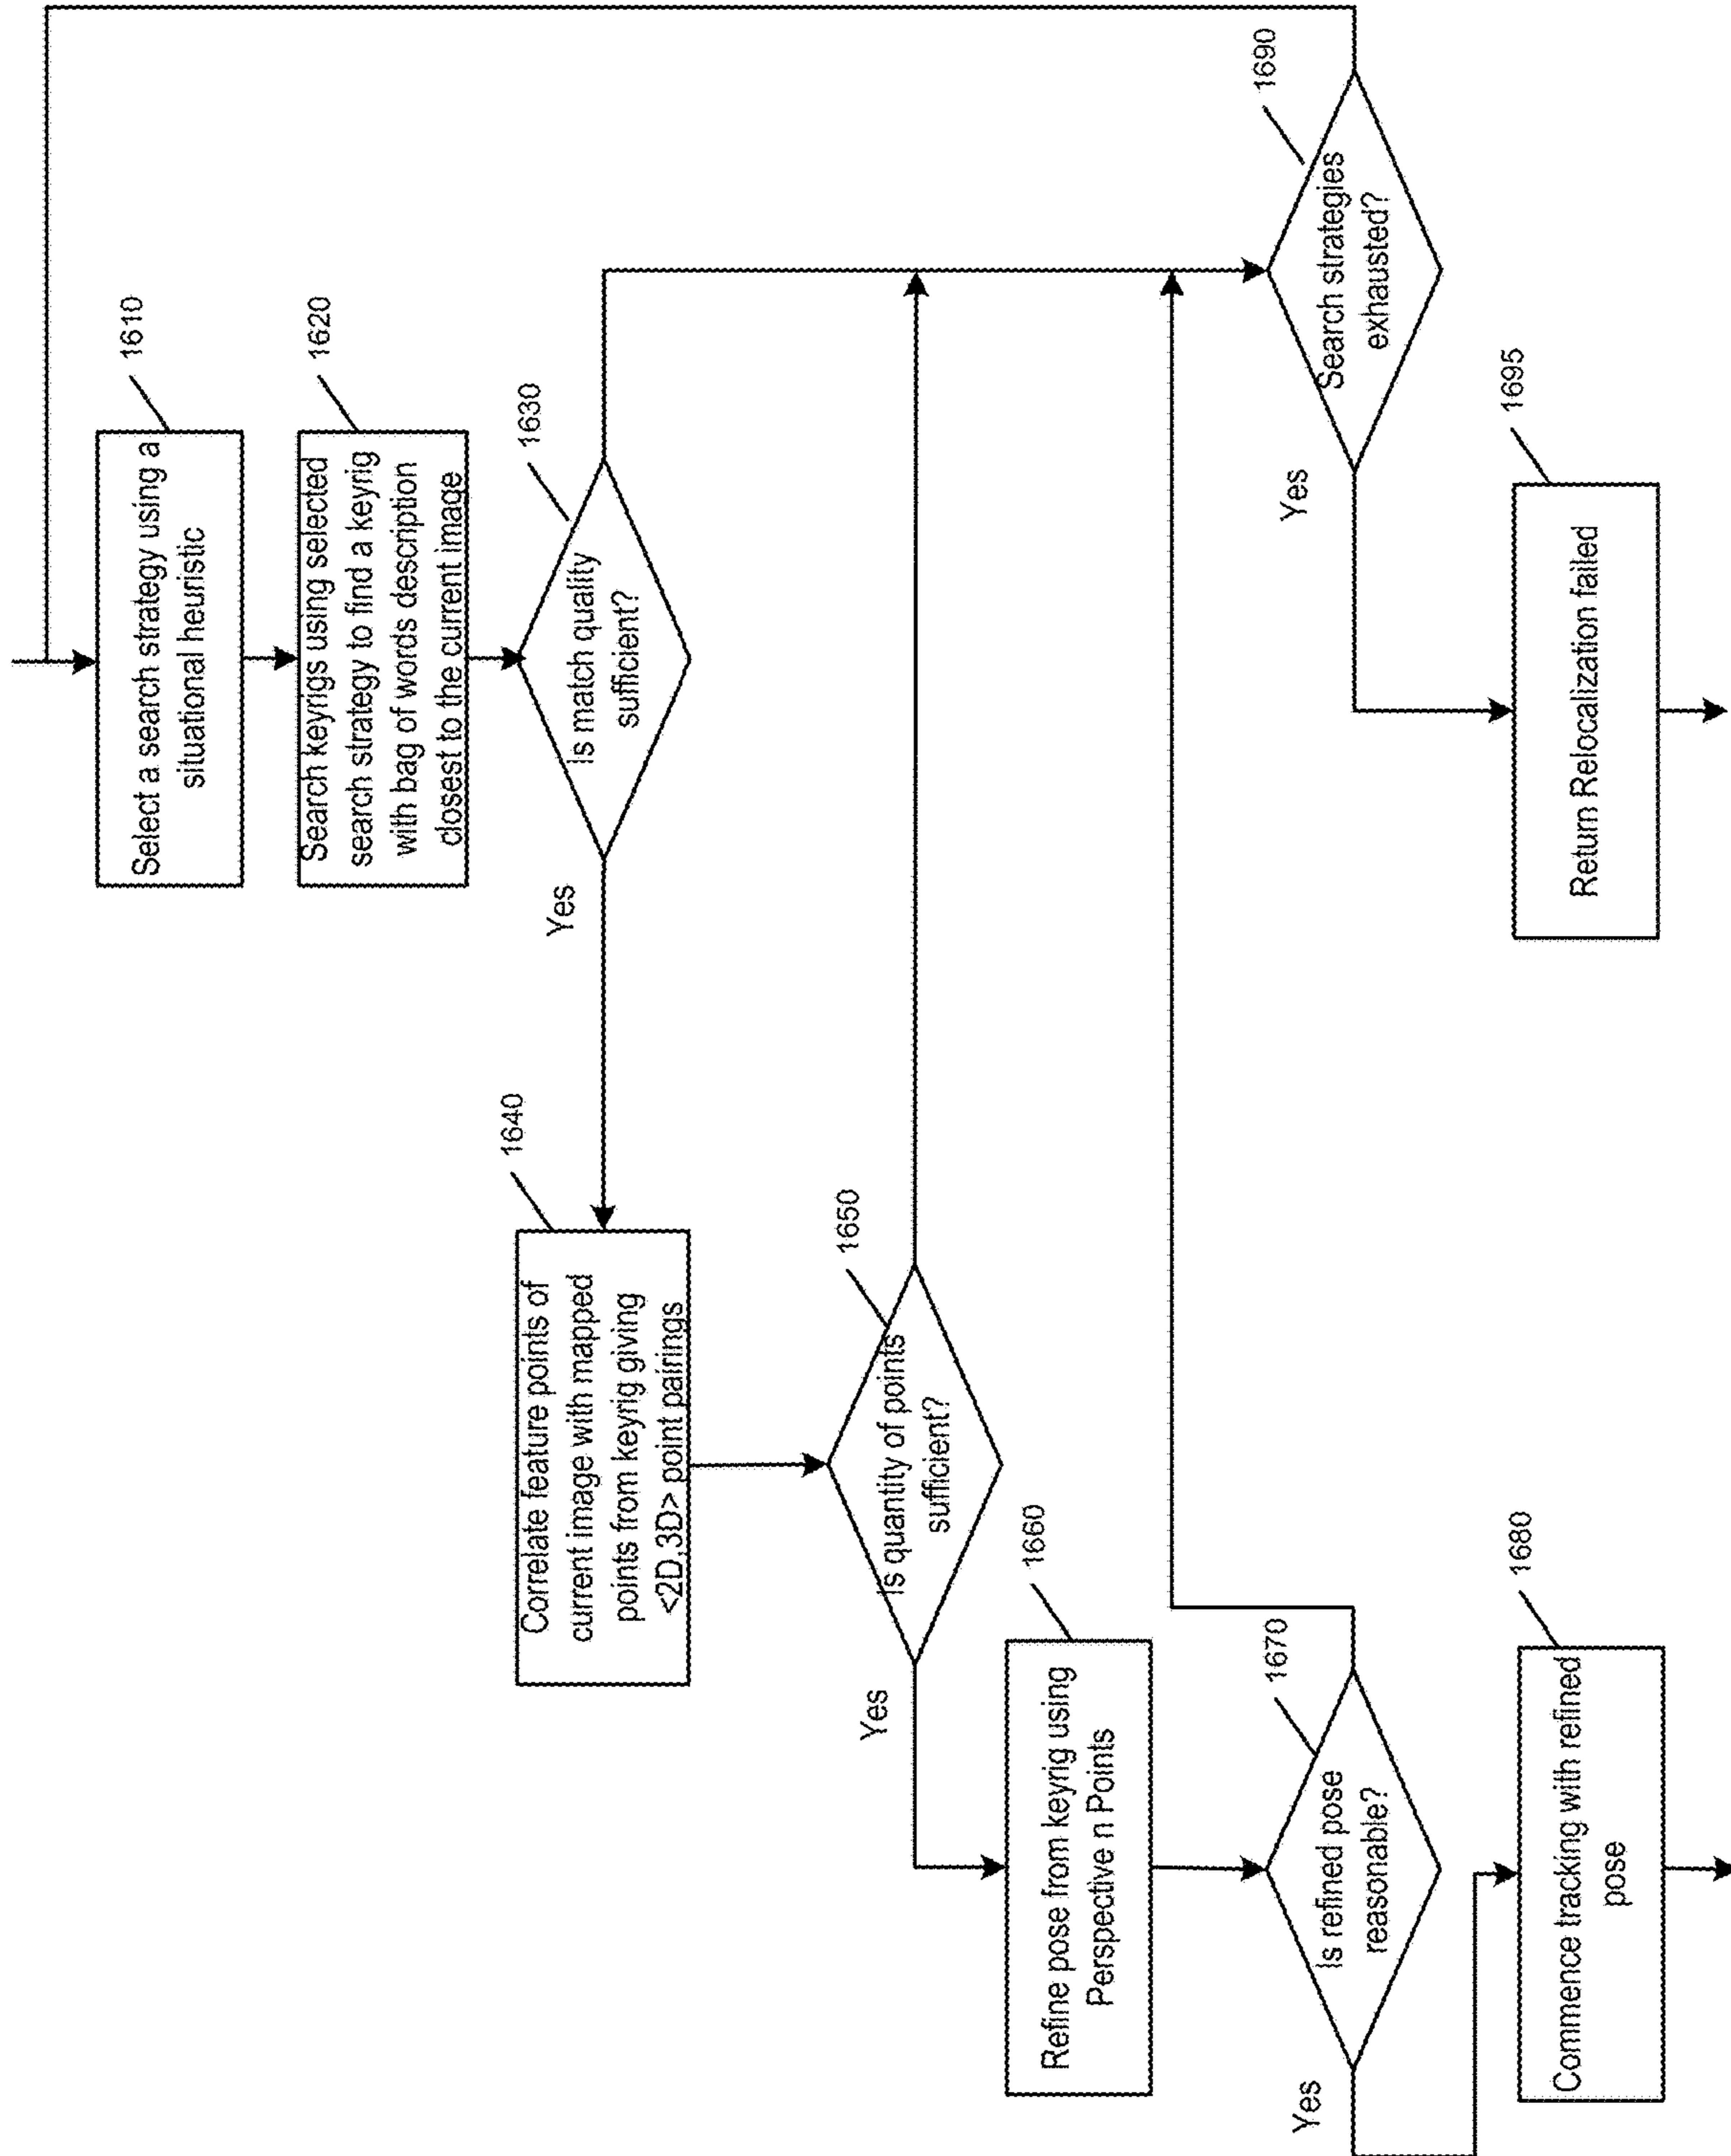 1610
Select a search strategy using a
situational heuristic
1620
Search keyrigs using selected
search strategy to find a keyrig
with bag of words description
closest to the current image
1630
Is match quality
sufficient?
Yes
1640
Correlate feature points of
current image with mapped
points from keyrig giving
<2D,3D> point pairings
1650
Is quantity of points
sufficient?
Yes
1660
Refine pose from keyrig using
Perspective n Points
1670
Is refined pose
reasonable?
Yes
1680
Commence tracking with refined
pose
1690
Search strategies
exhausted?
Yes
1695
Return Relocalization failed